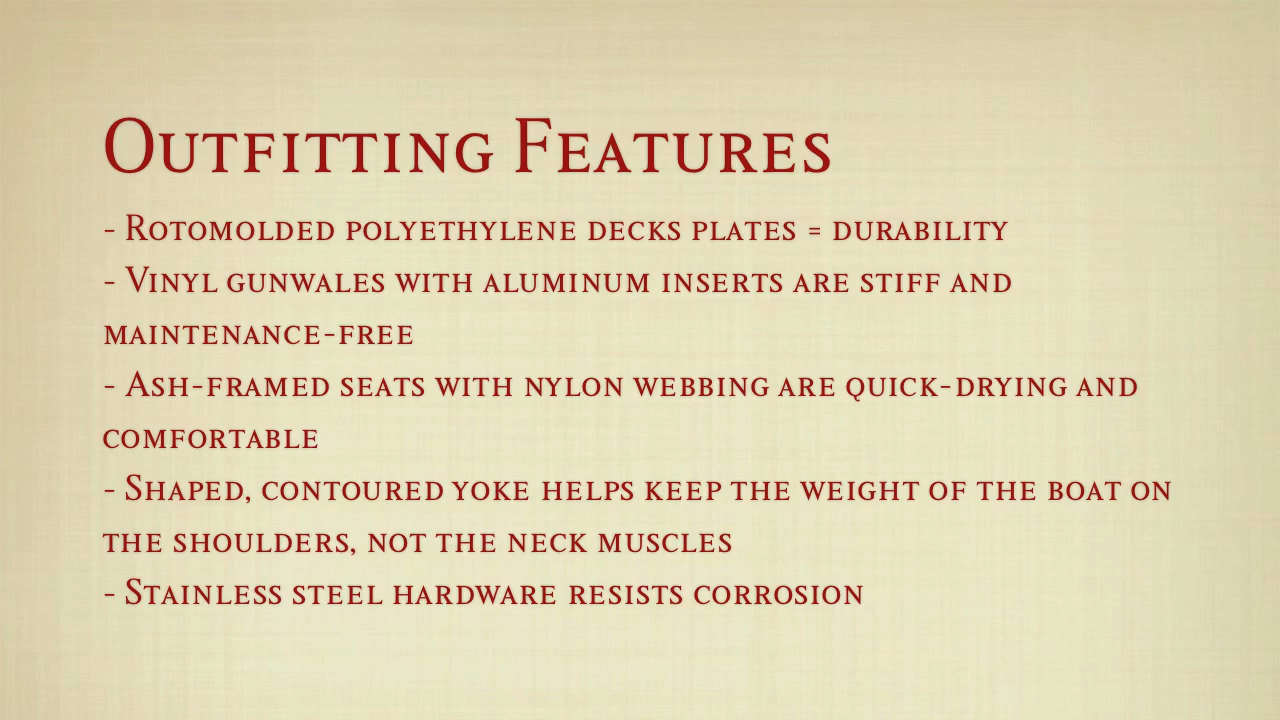 Outfitting Features
- Rotomolded polyethylene decks plates = durability
- Vinyl gunwales with aluminum inserts are stiff and
maintenance-free
- Ash-framed seats with nylon webbing are quick-drying and
comfortable
- Shaped, contoured yoke helps keep the weight of the boat on
the shoulders, not the neck muscles
- Stainless steel hardware resists corrosion